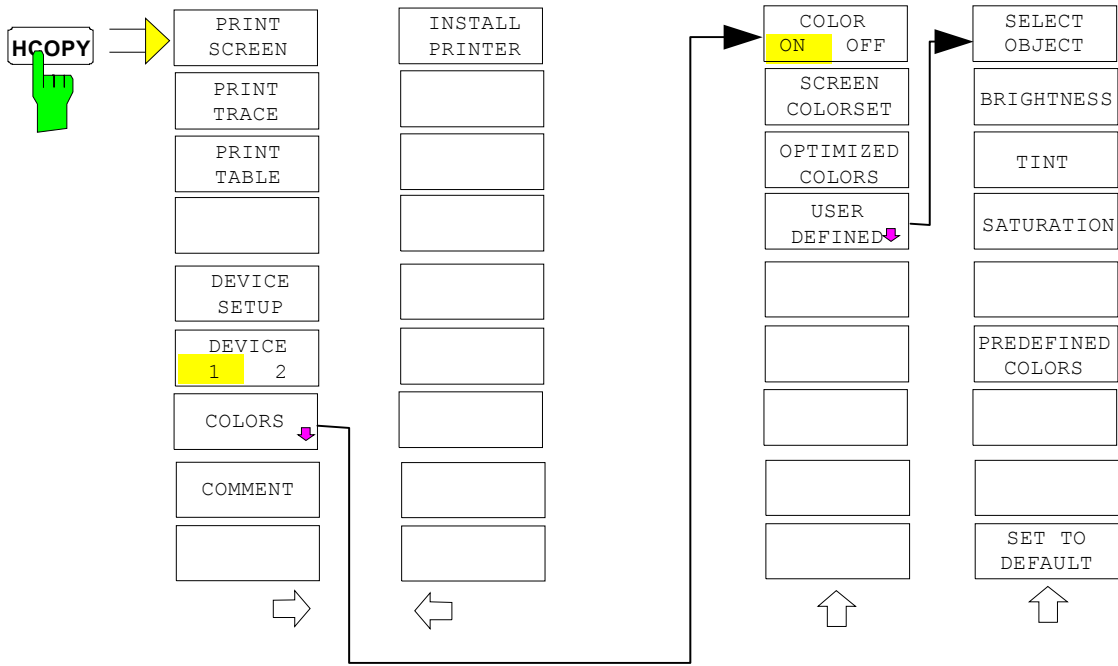 HCOPY
PRINT
SCREEN
PRINT
TRACE
PRINT
TABLE
DEVICE
SETUP
DEVICE
1 2
COLORS
COMMENT
INSTALL
PRINTER
COLOR
ON OFF
SCREEN
COLORSET
OPTIMIZED
COLORS
USER
DEFINED
SELECT
OBJECT
BRIGHTNESS
TINT
SATURATION
PREDEFINED
COLORS
SET TO
DEFAULT